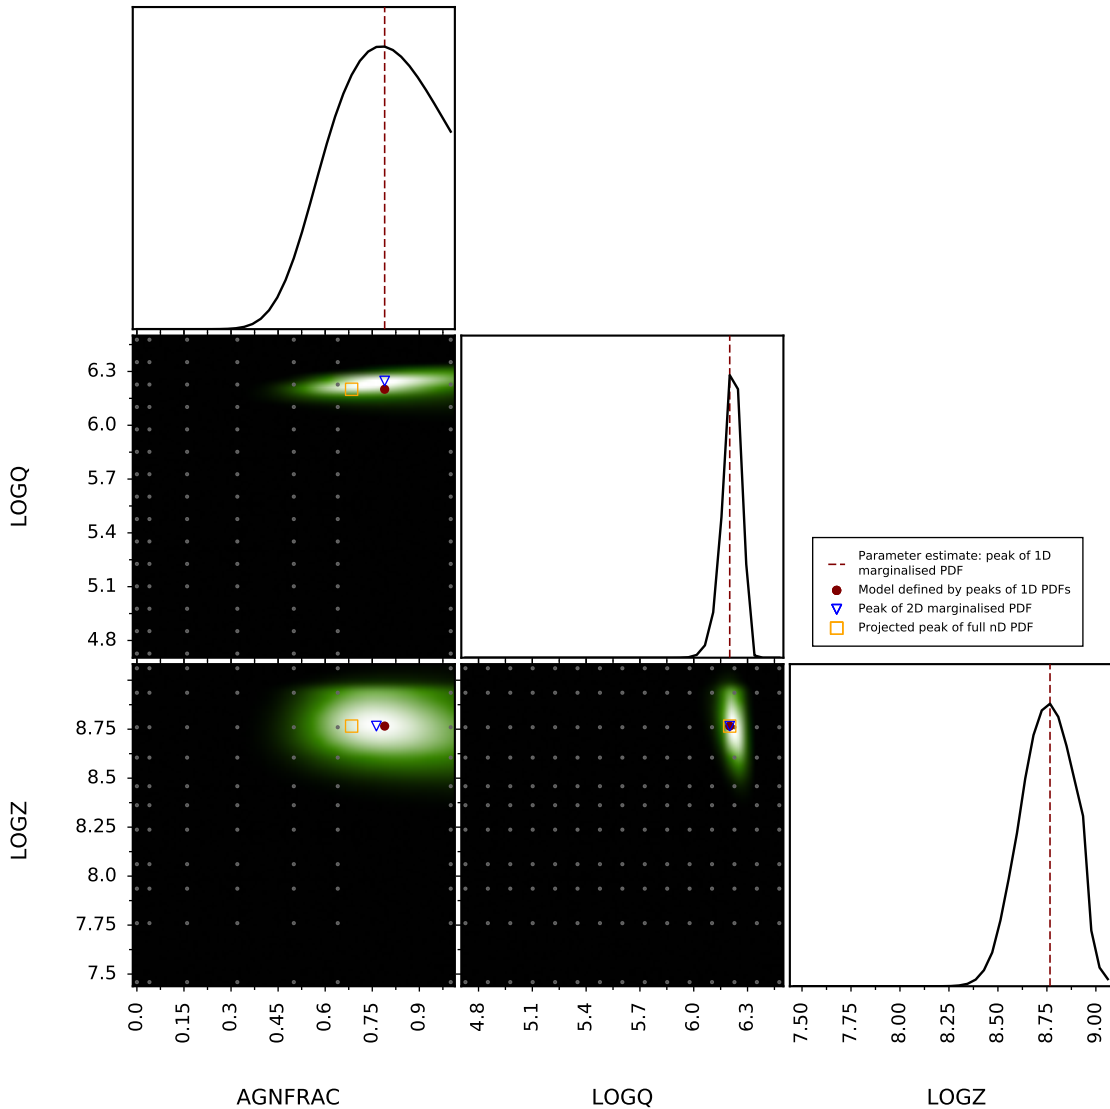 LOGQ
6.3
6.0
5.7
5.4
5.1
4.8
Parameter estimate: peak of 1D
marginalised PDF
Model defined by peaks of 1D PDFs
Peak of 2D marginalised PDF
Projected peak of full nD PDF
LOGZ
8.75
8.5
8.25
8.0
7.75
7.5
0.0 0.15 0.3 0.45 0.6 0.75 0.9
4.8 5.1 5.4 5.7 6.0 6.3
7.50 7.75 8.00 8.25 8.50 8.75 9.00
AGNFRAC
LOGQ
LOGZ